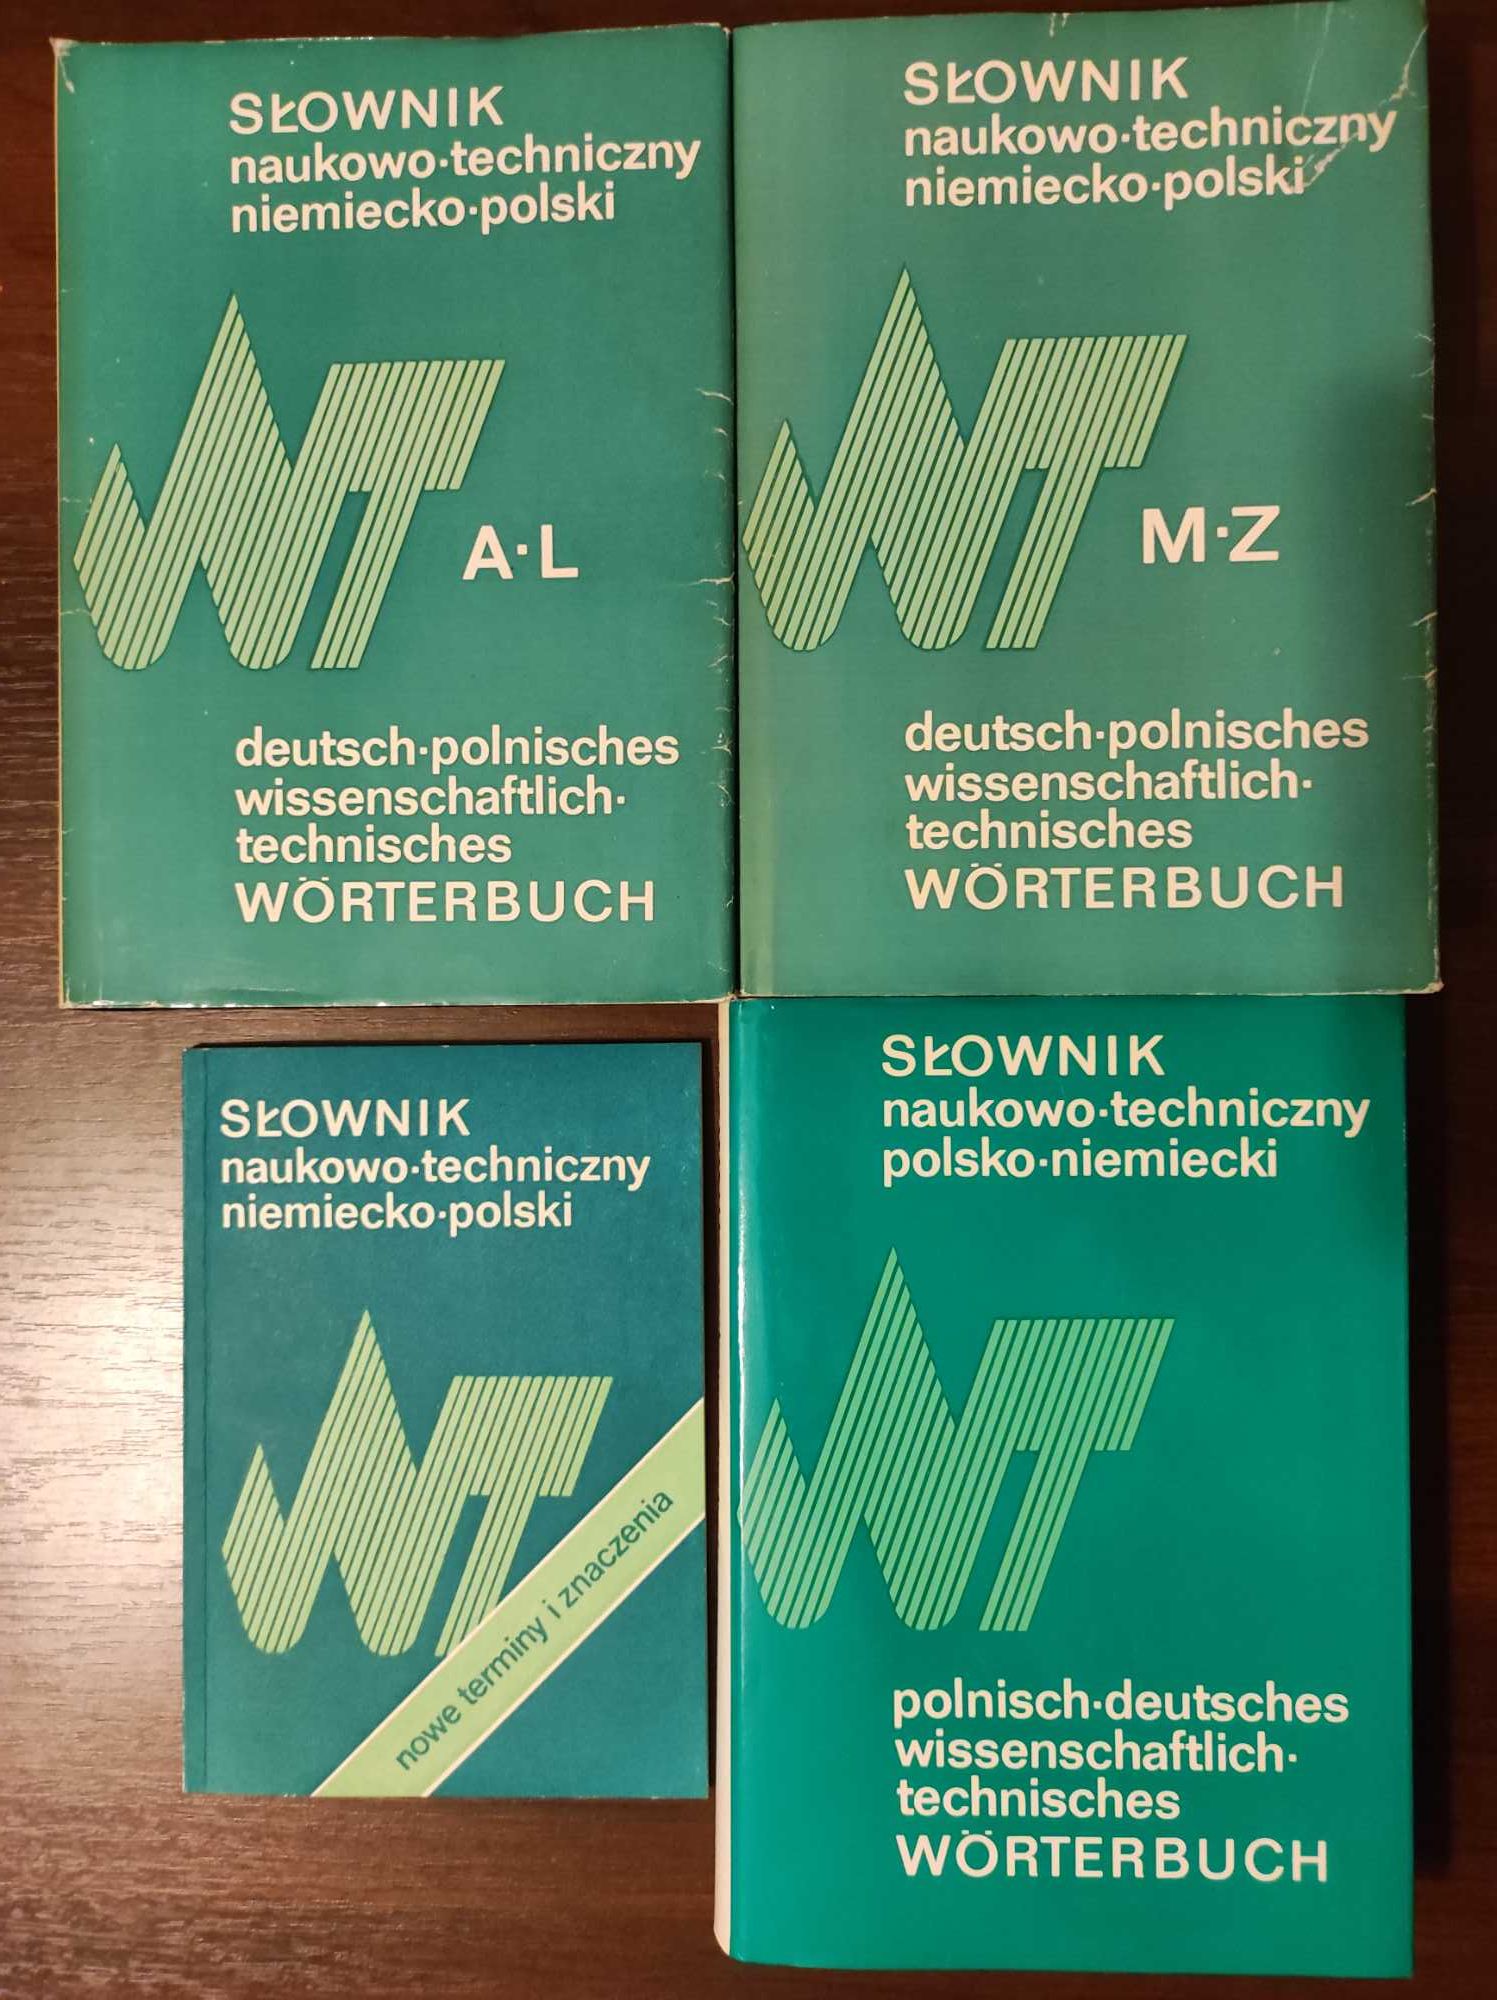 SŁOWNIK
naukowo·techniczny
niemiecko·polski
WNT
A·L
deutsch·polnisches
wissenschaftlich·
technisches
WÖRTERBUCH
SŁOWNIK
naukowo·techniczny
niemiecko·polski
WNT
M·Z
deutsch·polnisches
wissenschaftlich·
technisches
WÖRTERBUCH
SŁOWNIK
naukowo·techniczny
niemiecko·polski
WNT
nowe terminy i znaczenia
SŁOWNIK
naukowo·techniczny
polsko·niemiecki
WNT
polnisch·deutsches
wissenschaftlich·
technisches
WÖRTERBUCH